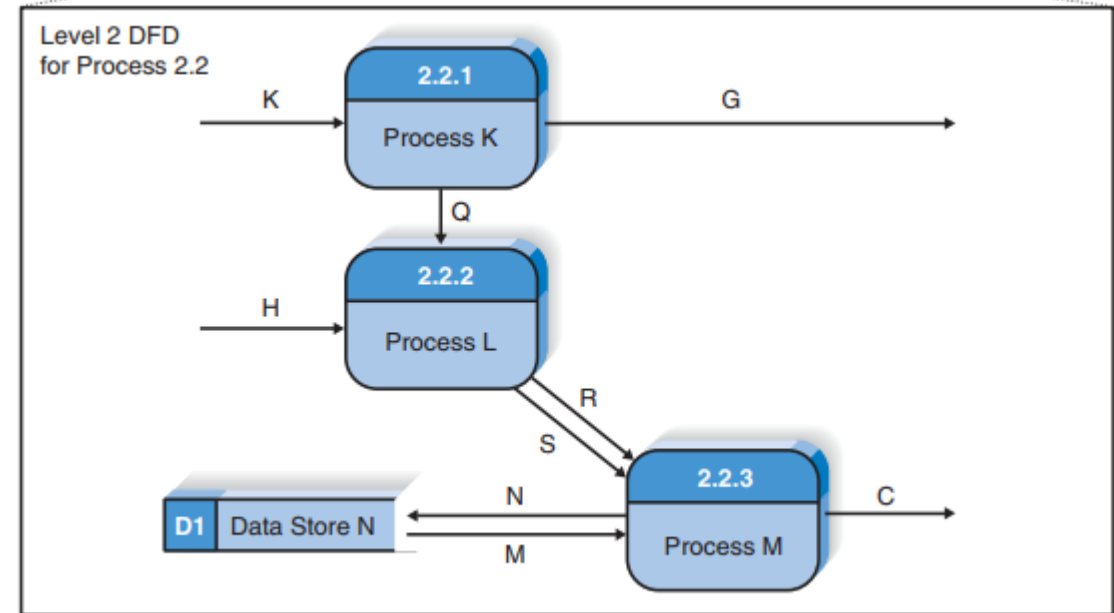 Level 2 DFD
for Process 2.2
2.2.1
K
G
Process K
Q
2.2.2
H
Process L
R
S
2.2.3
N
C
D1 Data Store N
M
Process M